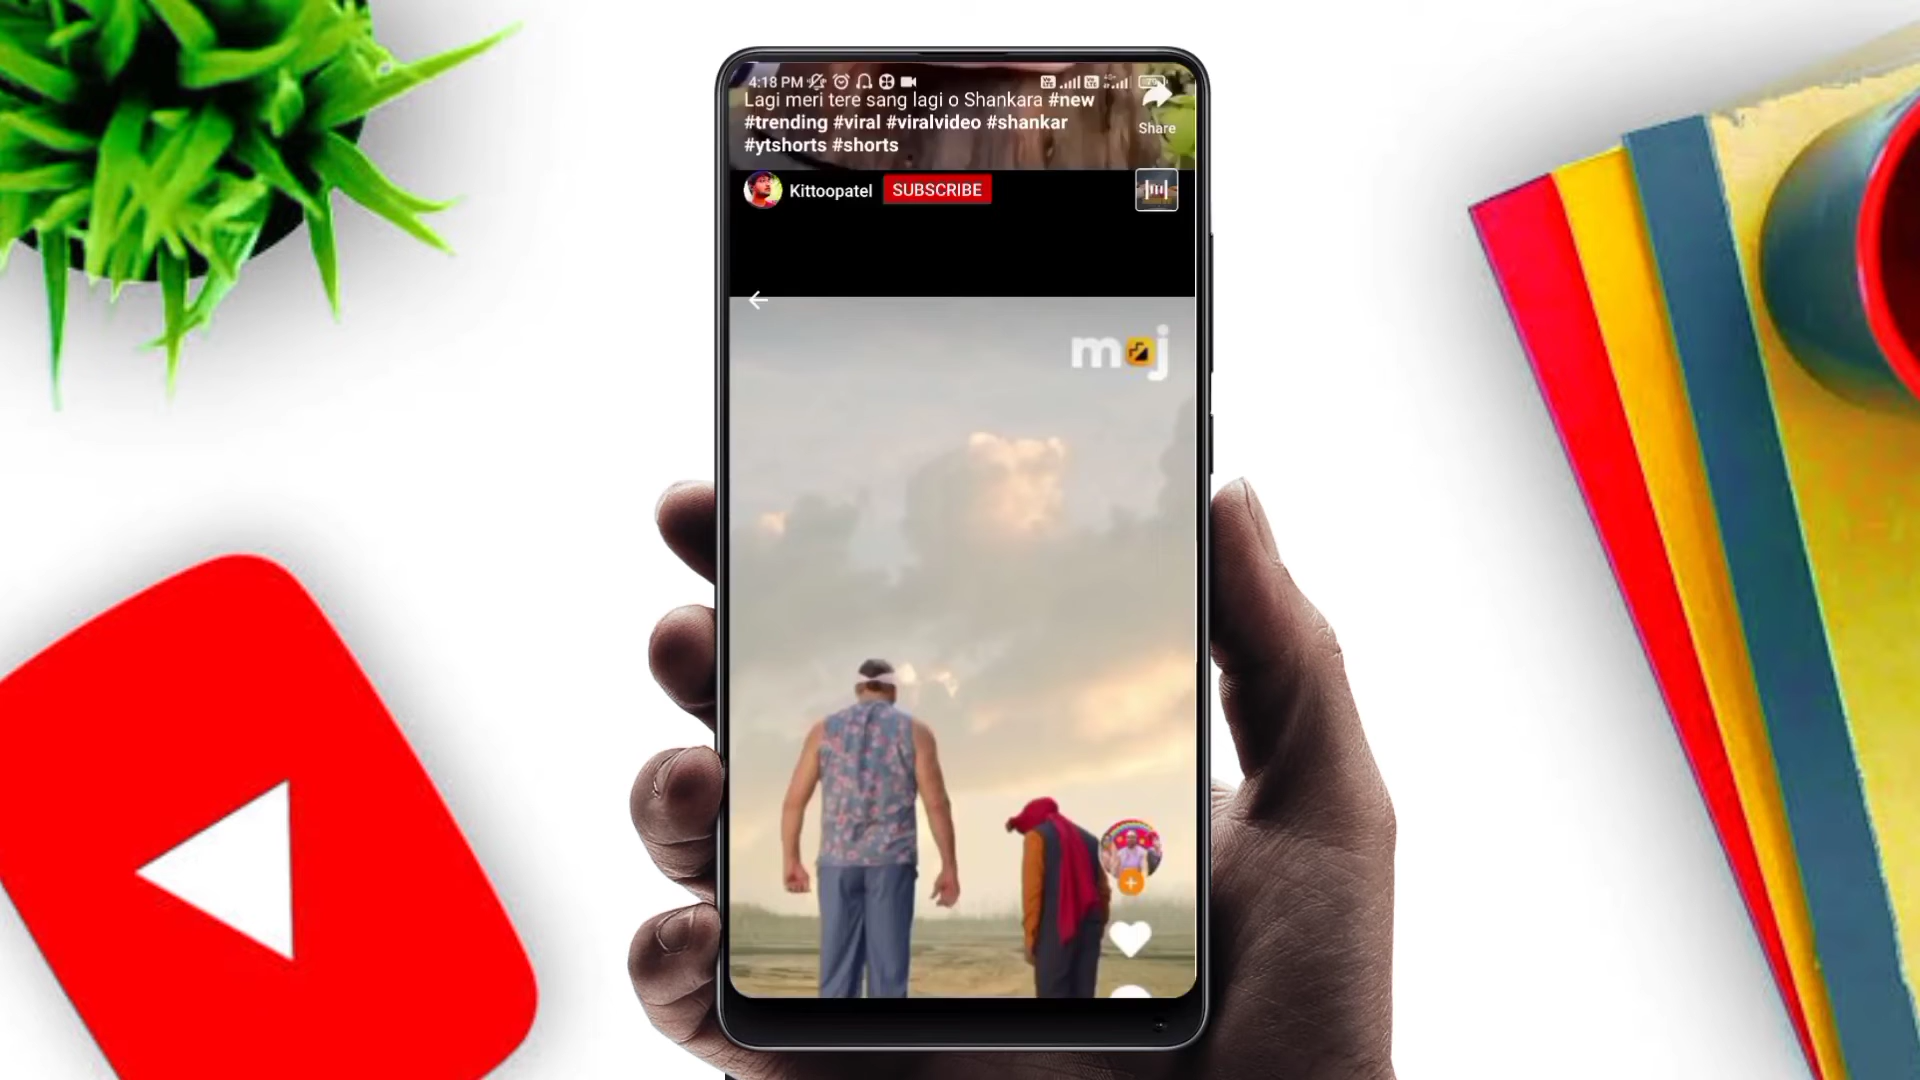 4:18 PM
Lagi meri tere sang lagi o Shankara #new
#trending #viral #viralvideo #shankar
#ytshorts #shorts
Share
Kittoopatel SUBSCRIBE
moj